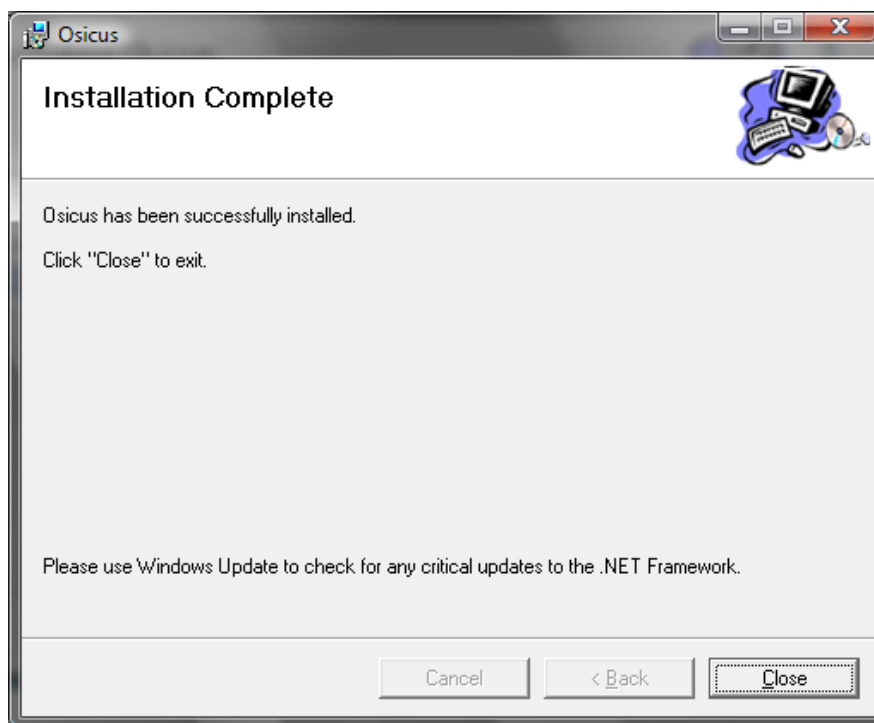 Osicus
Installation Complete
Osicus has been successfully installed.
Click "Close" to exit.
Please use Windows Update to check for any critical updates to the .NET Framework.
Cancel
< Back
Close